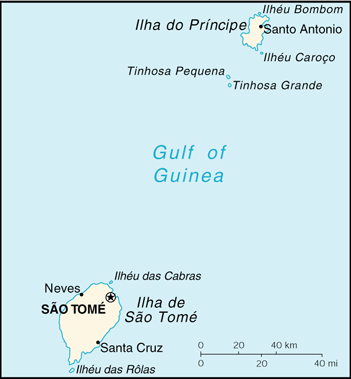 Ilhéu Bombom
Ilha do Príncipe
Santo Antonio
Ilhéu Caroço
Tinhosa Pequena
Tinhosa Grande
Gulf of
Guinea
Ilhéu das Cabras
Neves
SÃO TOMÉ
Ilha de
São Tomé
Santa Cruz
Ilhéu das Rôlas
0 20 40 km
0 20 40 mi